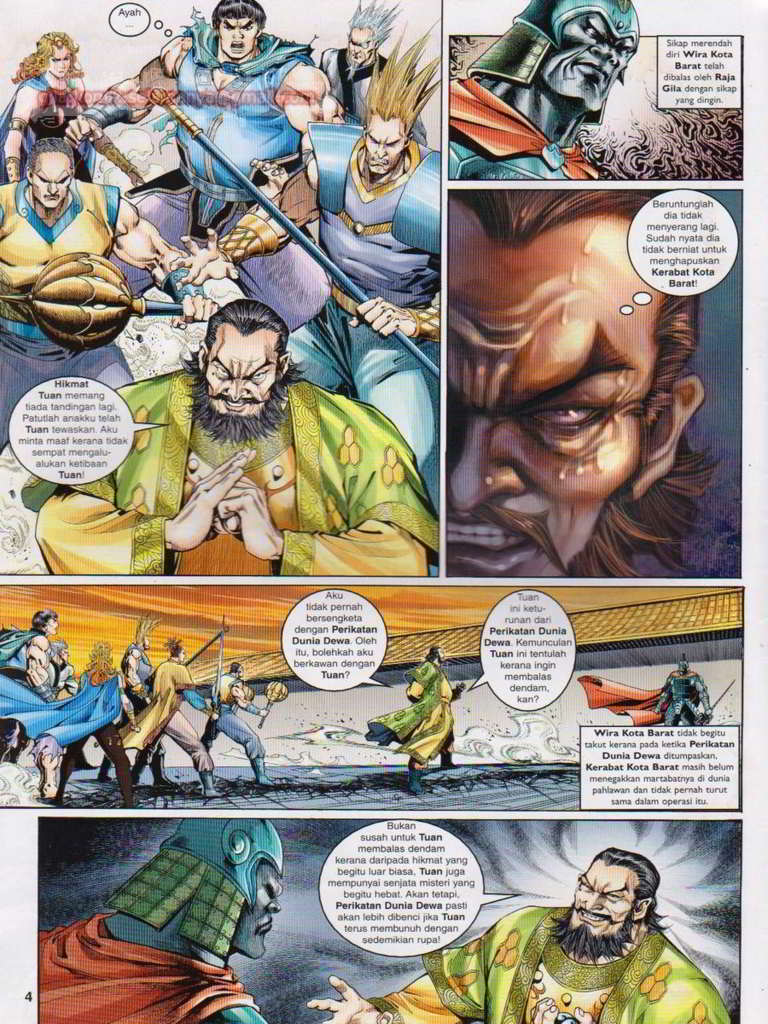 Ayah
...
Hikmat
Tuan memang
tiada tandingan lagi.
Patutlah anakku telah
Tuan tewaskan. Aku
minta maaf kerana tidak
sempat mengalu-
alukan ketibaan
Tuan!
Sikap merendah
diri Wira Kota
Barat telah
dibalas oleh Raja
Gila dengan sikap
yang dingin.
Beruntunglah
dia tidak
menyerang lagi.
Sudah nyata dia
tidak berniat untuk
menghapuskan
Kerabat Kota
Barat!
Aku
tidak pernah
bersengketa
dengan Perikatan
Dunia Dewa. Oleh
itu, bolehkah aku
berkawan dengan
Tuan?
Tuan
ini ketu-
runan dari
Perikatan Dunia
Dewa. Kemunculan
Tuan ini tentulah
kerana ingin
membalas
dendam,
kan?
Wira Kota Barat tidak begitu
takut kerana pada ketika Perikatan
Dunia Dewa ditumpaskan,
Kerabat Kota Barat masih belum
menegakkan martabatnya di dunia
pahlawan dan tidak pernah turut
sama dalam operasi itu.
Bukan
susah untuk Tuan
membalas dendam
kerana daripada hikmat yang
begitu luar biasa, Tuan juga
mempunyai senjata misteri yang
begitu hebat. Akan tetapi,
Perikatan Dunia Dewa pasti
akan lebih dibenci jika Tuan
terus membunuh dengan
sedemikian rupa!
4